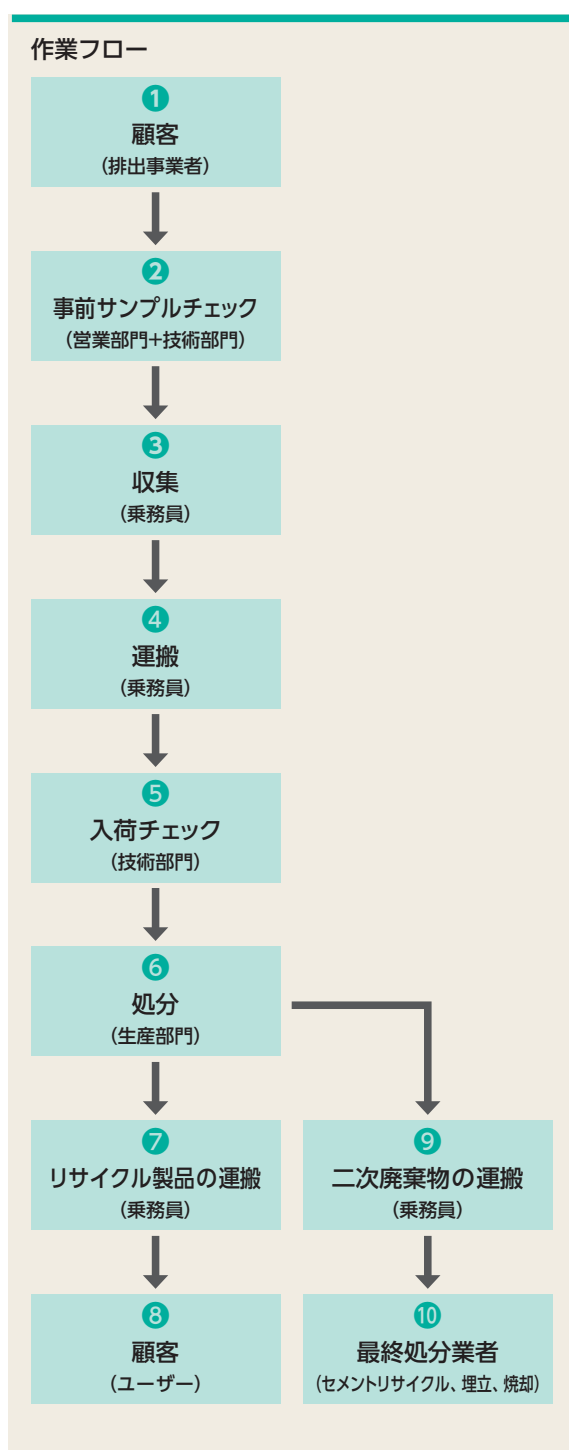 作業フロー
❶
顧客
(排出事業者)
❷
事前サンプルチェック
(営業部門+技術部門)
❸
収集
(乗務員)
❹
運搬
(乗務員)
❺
入荷チェック
(技術部門)
❻
処分
(生産部門)
❼
リサイクル製品の運搬
(乗務員)
❽
顧客
(ユーザー)
❾
二次廃棄物の運搬
(乗務員)
❿
最終処分業者
(セメントリサイクル、埋立、焼却)